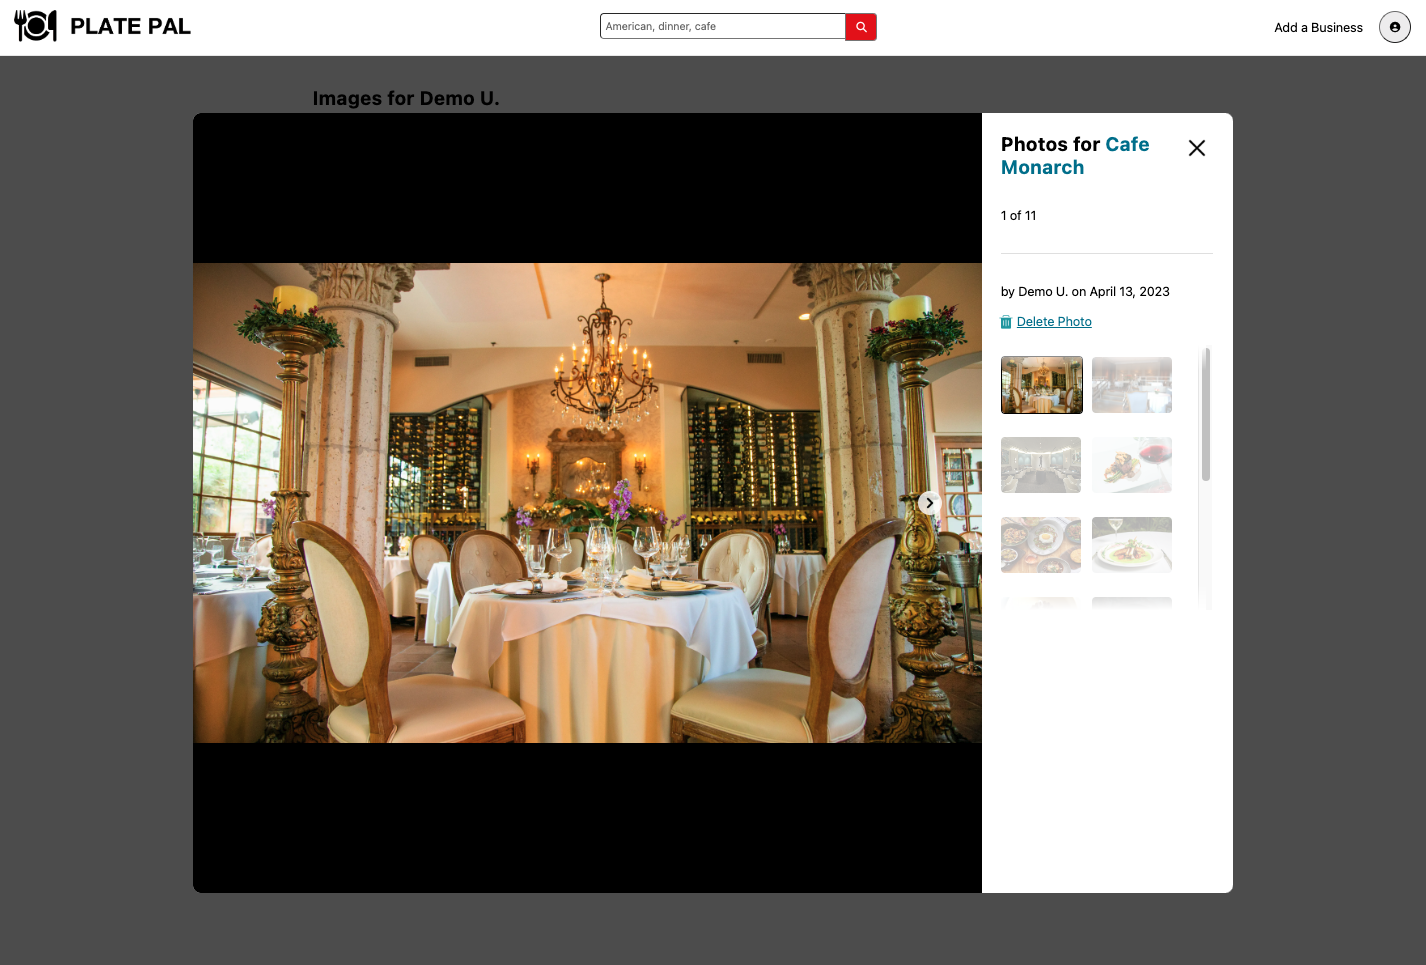 PLATE PAL
American, dinner, cafe
Add a Business
Images for Demo U.
Photos for Cafe
Monarch
1 of 11
by Demo U. on April 13, 2023
Delete Photo